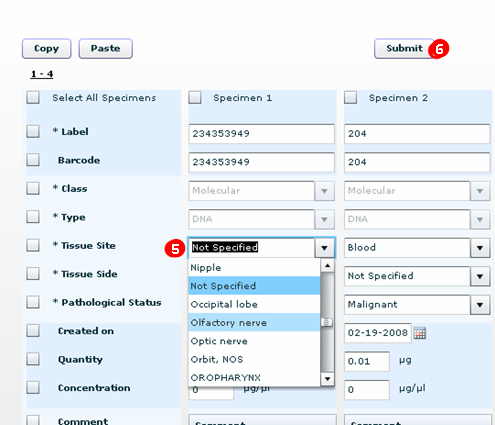 Copy Paste Submit 6
1 - 4
Select All Specimens Specimen 1 Specimen 2
* Label 234353949 204
Barcode 234353949 204
* Class Molecular Molecular
* Type DNA DNA
* Tissue Site 5 Not Specified Blood
Nipple
* Tissue Side Not Specified Not Specified
* Pathological Status Occipital lobe Malignant
Created on Olfactory nerve 02-19-2008
Optic nerve
Quantity Orbit, NOS 0.01 µg
OROPHARYNX
Concentration 0 µg/µl 0 µg/µl
Comment Comment Comment